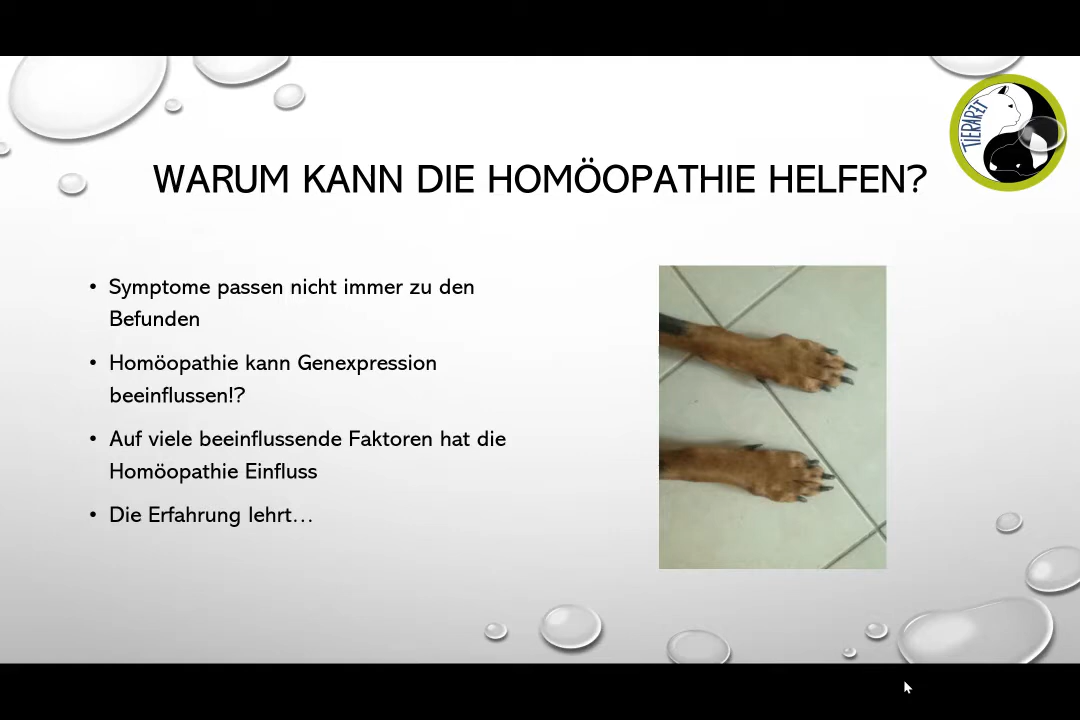 TIERARZT
WARUM KANN DIE HOMÖOPATHIE HELFEN?
• Symptome passen nicht immer zu den
Befunden
• Homöopathie kann Genexpression
beeinflussen!?
• Auf viele beeinflussende Faktoren hat die
Homöopathie Einfluss
• Die Erfahrung lehrt…